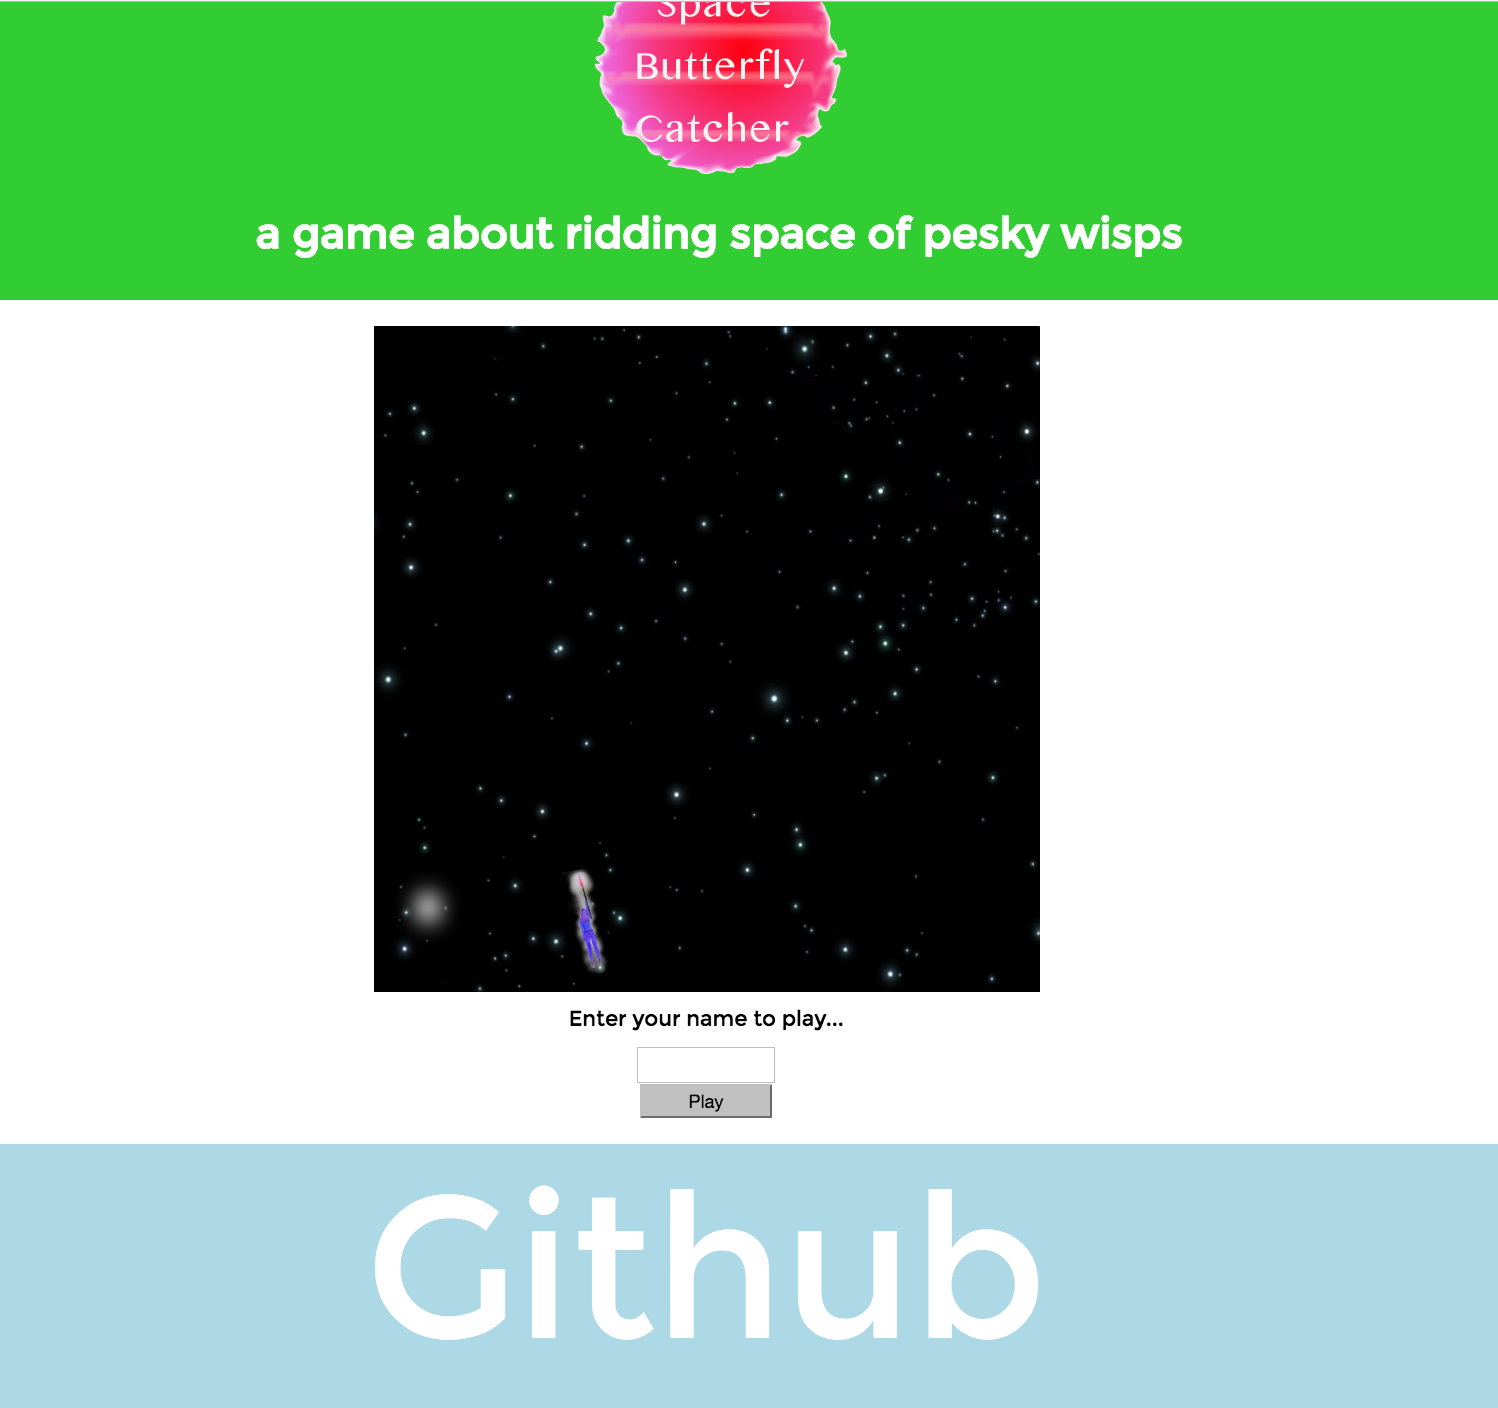 Space
Butterfly
Catcher
a game about ridding space of pesky wisps
Enter your name to play...
Play
Github